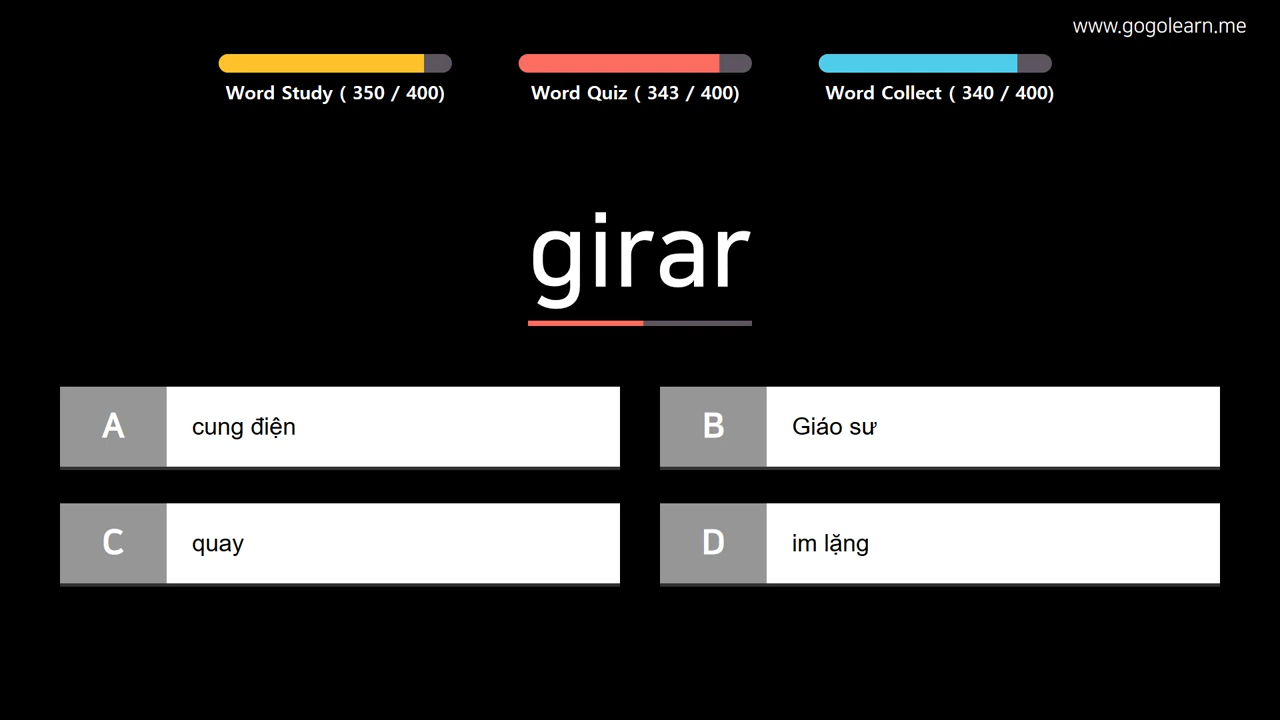 www.gogolearn.me
Word Study ( 350 / 400)
Word Quiz ( 343 / 400)
Word Collect ( 340 / 400)
girar
A
cung điện
B
Giáo sư
C
quay
D
im lặng